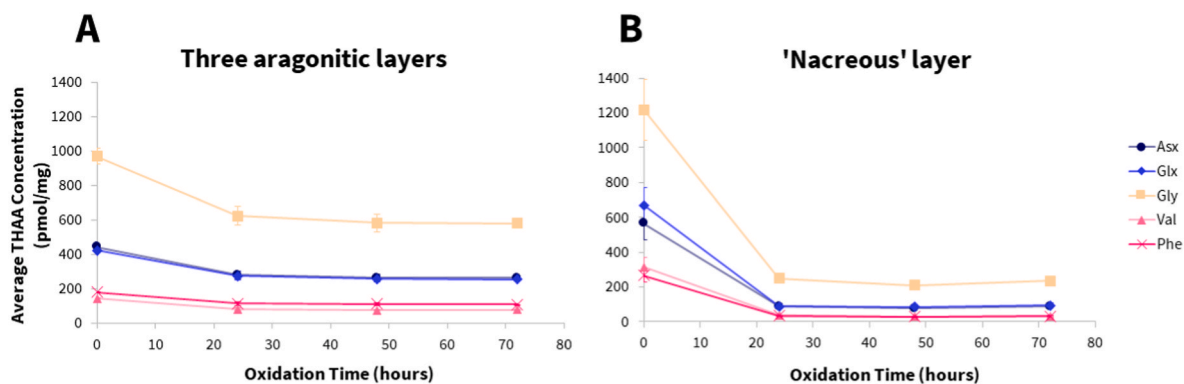 A
Three aragonitic layers
Average THAA Concentration
(pmol/mg)
1400
1200
1000
800
600
400
200
0
0 10 20 30 40 50 60 70 80
Oxidation Time (hours)
B
'Nacreous' layer
1400
1200
1000
800
600
400
200
0
0 10 20 30 40 50 60 70 80
Oxidation Time (hours)
Asx
Glx
Gly
Val
Phe